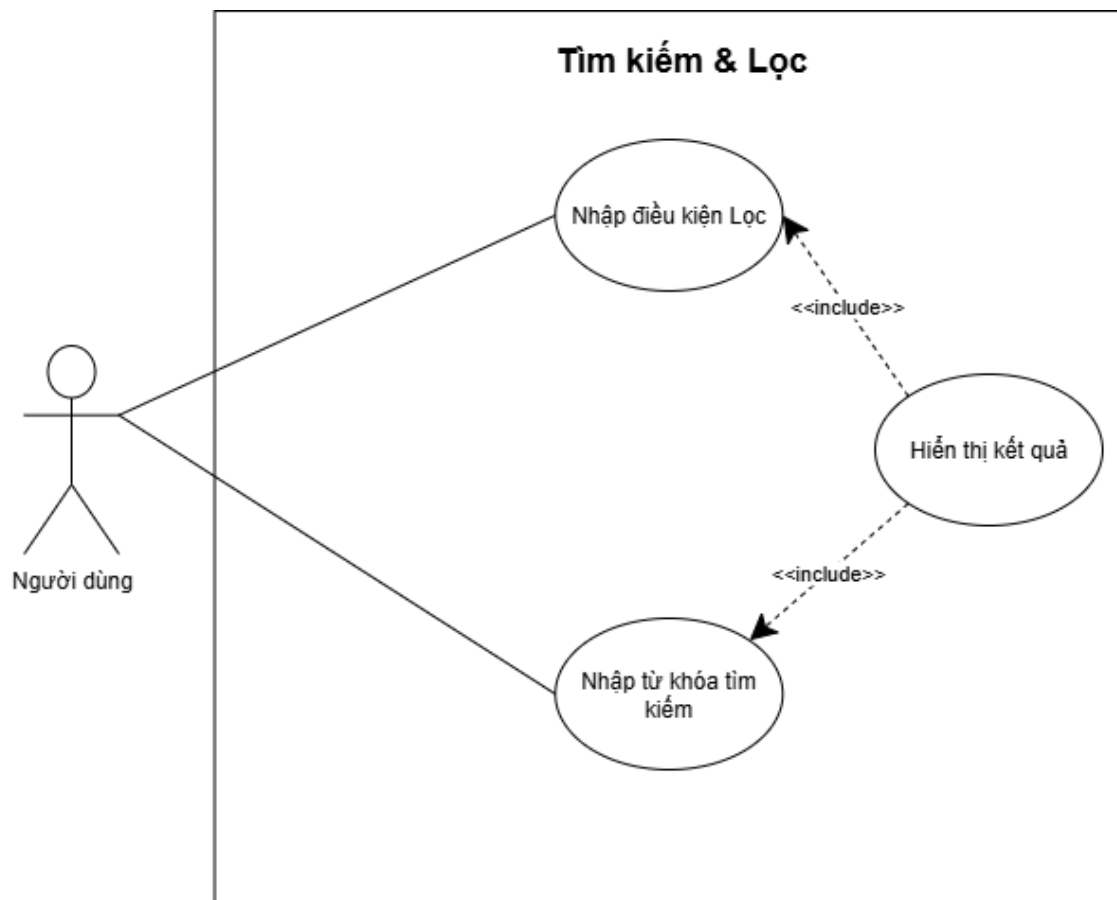 Tìm kiếm & Lọc
Nhập điều kiện Lọc
<<include>>
Hiển thị kết quả
<<include>>
Người dùng
Nhập từ khóa tìm
kiếm